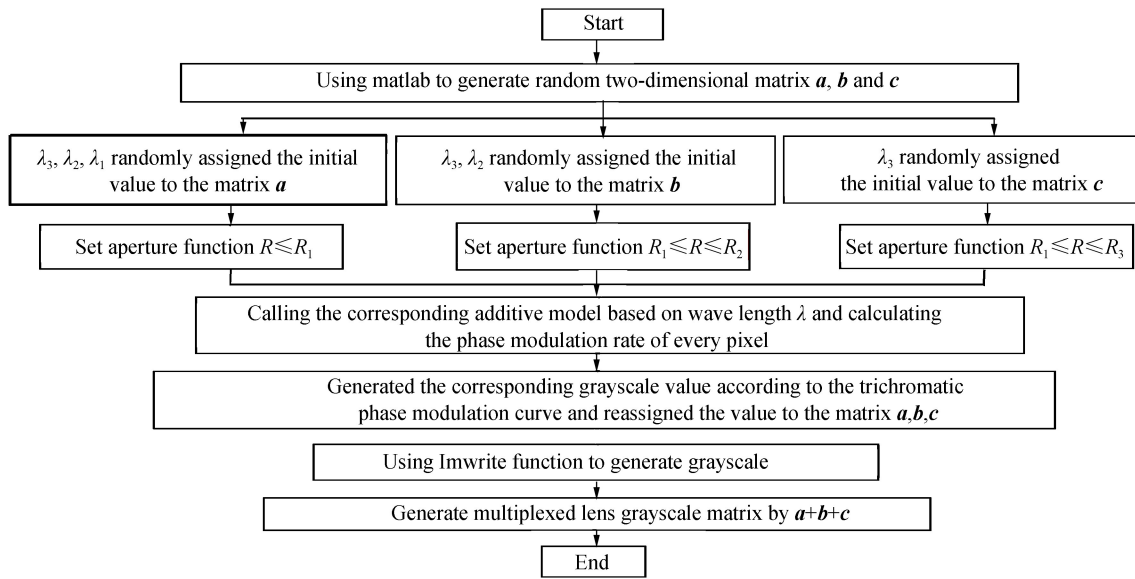 Start
Using matlab to generate random two-dimensional matrix a, b and c
λ₃, λ₂, λ₁ randomly assigned the initial
value to the matrix a
λ₃, λ₂ randomly assigned the initial
value to the matrix b
λ₃ randomly assigned
the initial value to the matrix c
Set aperture function R≤R₁
Set aperture function R₁≤R≤R₂
Set aperture function R₁≤R≤R₃
Calling the corresponding additive model based on wave length λ and calculating
the phase modulation rate of every pixel
Generated the corresponding grayscale value according to the trichromatic
phase modulation curve and reassigned the value to the matrix a,b,c
Using Imwrite function to generate grayscale
Generate multiplexed lens grayscale matrix by a+b+c
End